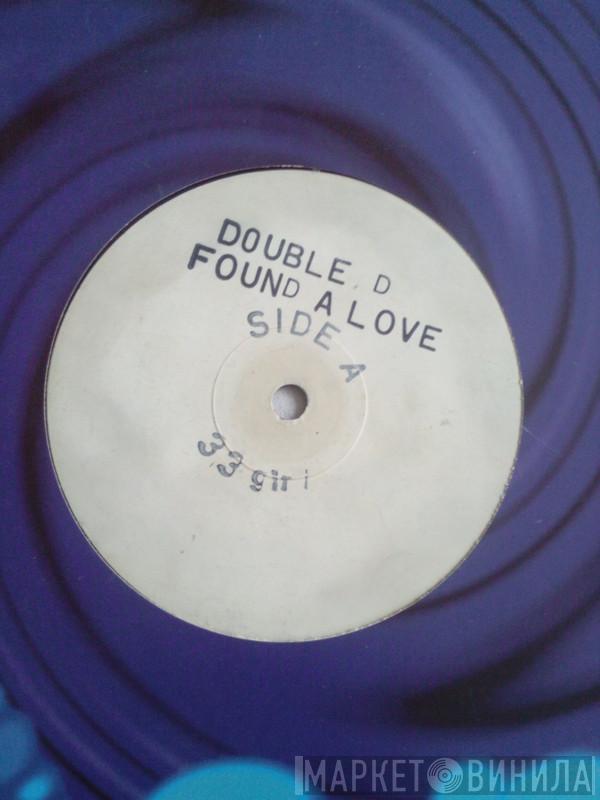 DOUBLE, D
FOUND A LOVE
SIDE A
33 giri
МАРКЕТ ВИНИЛА